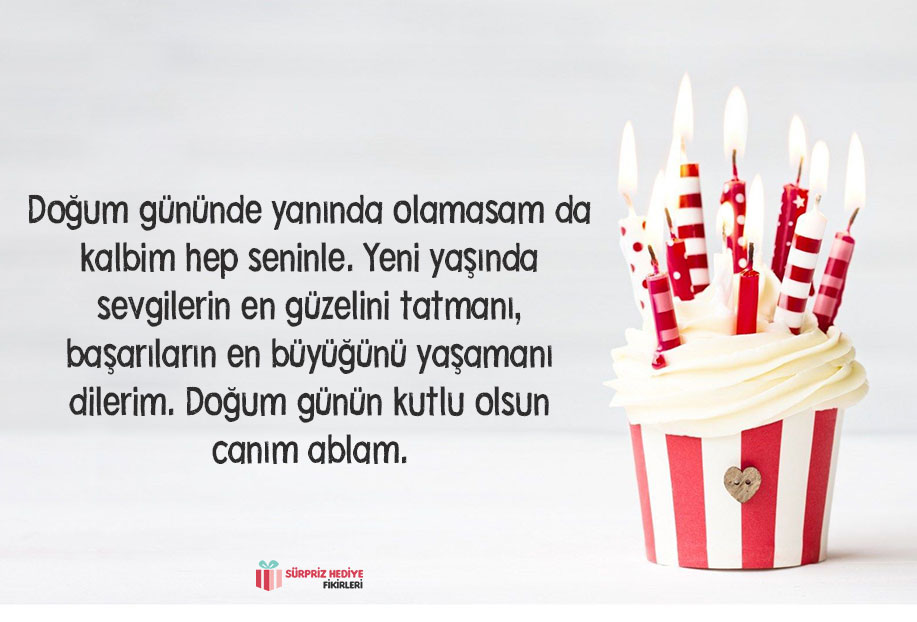 Doğum gününde yanında olamasam da
kalbim hep seninle. Yeni yaşında
sevgilerin en güzelini tatmanı,
başarıların en büyüğünü yaşamanı
dilerim. Doğum günün kutlu olsun
canım ablam.
SÜRPRİZ HEDİYE
FİKİRLERİ